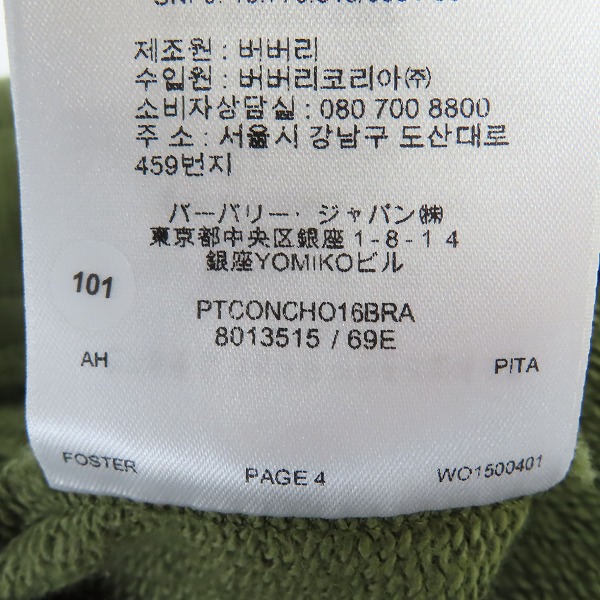 제조원 : 버버리
수입원 : 버버리코리아㈜
소비자상담실 : 080 700 8800
주 소 : 서울시 강남구 도산대로
459번지
バーバリー・ジャパン㈱
東京都中央区銀座 1-8-14
銀座YOMIKOビル
101
PTCONCHO16BRA
8013515 / 69E
AH
PITA
FOSTER
PAGE 4
WO1500401